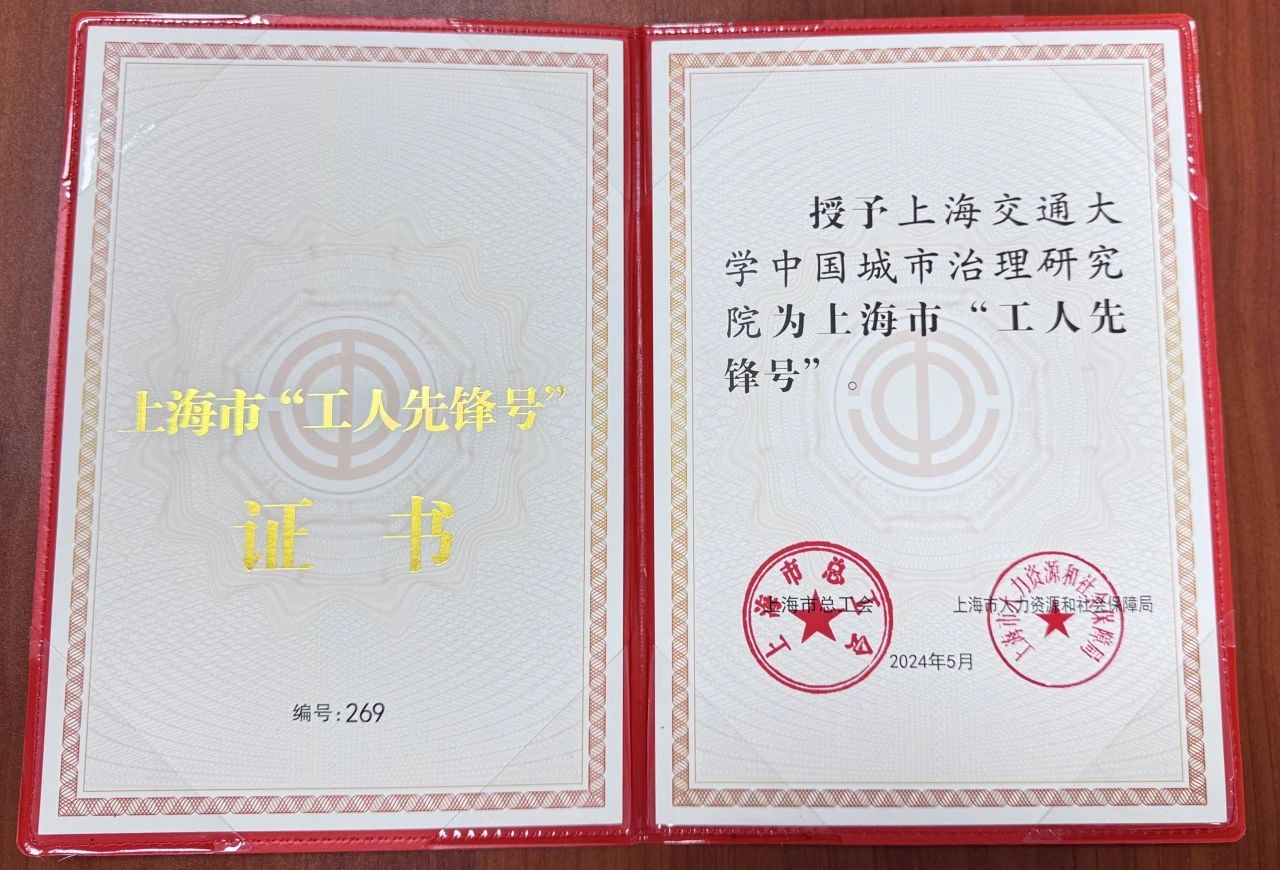 上海市“工人先锋号”
证书
编号:269
授予上海交通大
学中国城市治理研究
院为上海市“工人先
锋号”。
上海市总工会
上海市人力资源和社会保障局
2024年5月
上海市总工会
上海市人力资源和社会保障局